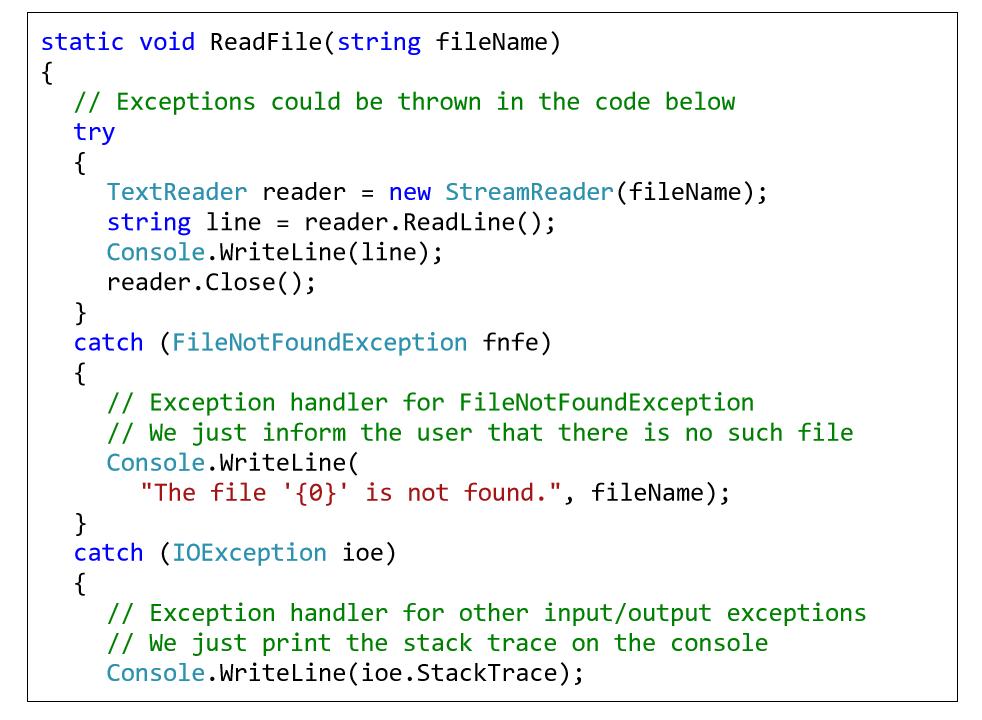 static void ReadFile(string fileName)
{
// Exceptions could be thrown in the code below
try
{
TextReader reader = new StreamReader(fileName);
string line = reader.ReadLine();
Console.WriteLine(line);
reader.Close();
}
catch (FileNotFoundException fnfe)
{
// Exception handler for FileNotFoundException
// We just inform the user that there is no such file
Console.WriteLine(
"The file '{0}' is not found.", fileName);
}
catch (IOException ioe)
{
// Exception handler for other input/output exceptions
// We just print the stack trace on the console
Console.WriteLine(ioe.StackTrace);